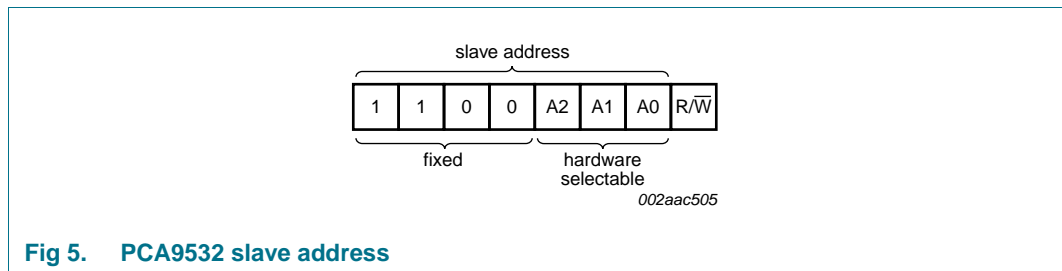 slave address
1 1 0 0 A2 A1 A0 R/W̅
fixed hardware
selectable
002aac505
Fig 5. PCA9532 slave address